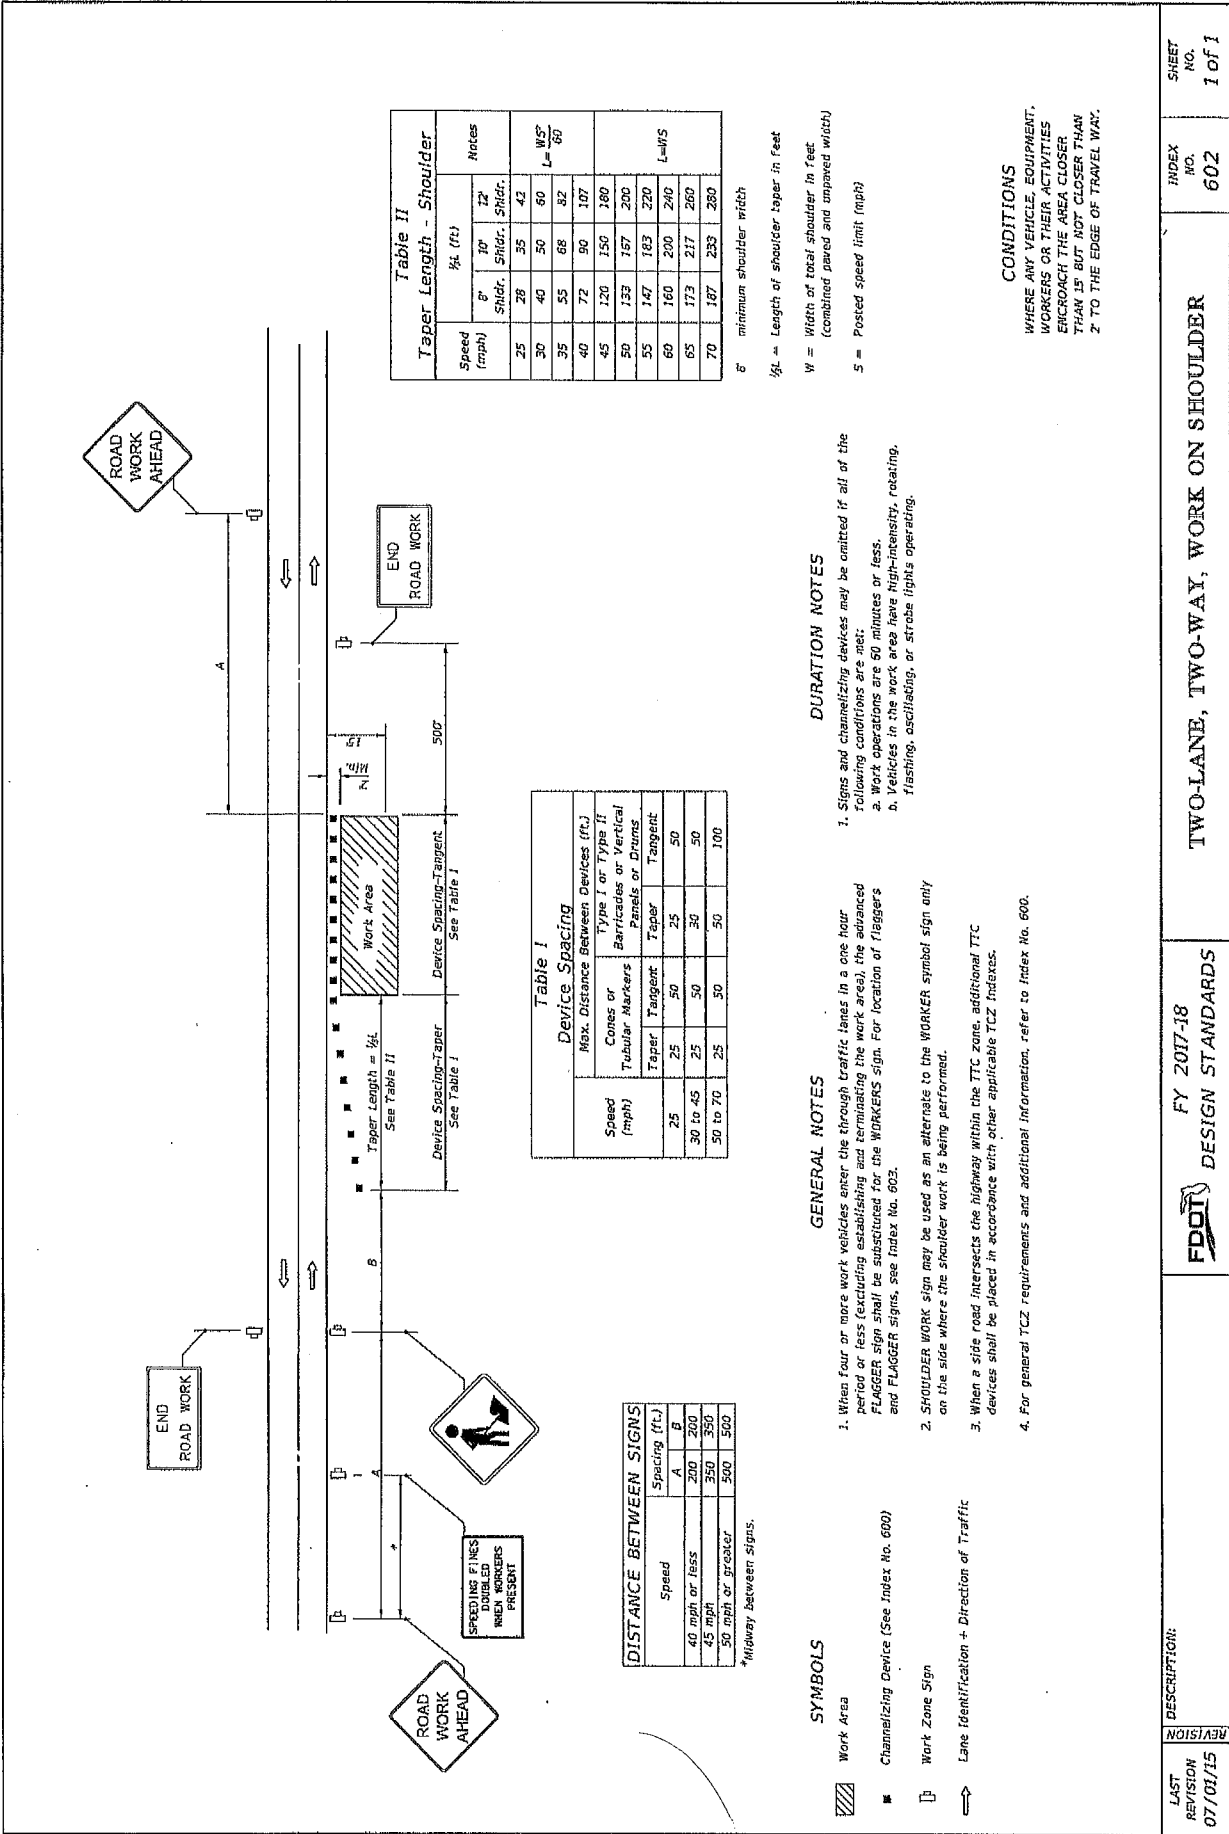 ROAD
WORK
AHEAD
END
ROAD WORK
A
END
ROAD WORK
15'
2'
Min.
500'
Work Area
Device Spacing-Tangent
See Table I
Taper Length = ⅓L
See Table II
Device Spacing-Taper
See Table I
B
A
*
SPEEDING FINES
DOUBLED
WHEN WORKERS
PRESENT
ROAD
WORK
AHEAD
DISTANCE BETWEEN SIGNS
Speed Spacing (ft.)
A B
40 mph or less 200 200
45 mph 350 350
50 mph or greater 500 500
*Midway between signs.
Table I
Device Spacing
Speed (mph) Max. Distance Between Devices (ft.)
Cones or Tubular Markers Type I or Type II Barricades or Vertical Panels or Drums
Taper Tangent Taper Tangent
25 25 50 25 50
30 to 45 25 50 30 50
50 to 70 25 50 50 100
Table II
Taper Length - Shoulder
Speed (mph) ⅓L (ft) Notes
8' Shldr. 10' Shldr. 12' Shldr.
25 28 35 42
30 40 50 60
35 55 68 82
40 72 90 107
L= WS²/60
45 120 150 180
50 133 167 200
55 147 183 220
60 160 200 240
65 173 217 260
70 187 233 280
L=WS
8' minimum shoulder width
⅓L = Length of shoulder taper in feet
W = Width of total shoulder in feet
(combined paved and unpaved width)
S = Posted speed limit (mph)
SYMBOLS
Work Area
Channelizing Device (See Index No. 600)
Work Zone Sign
Lane Identification + Direction of Traffic
GENERAL NOTES
1. When four or more work vehicles enter the through traffic lanes in a one hour
period or less (excluding establishing and terminating the work area), the advanced
FLAGGER sign shall be substituted for the WORKERS sign. For location of flaggers
and FLAGGER signs, see Index No. 603.
2. SHOULDER WORK sign may be used as an alternate to the WORKER symbol sign only
on the side where the shoulder work is being performed.
3. When a side road intersects the highway within the TTC zone, additional TTC
devices shall be placed in accordance with other applicable TCZ Indexes.
4. For general TCZ requirements and additional information, refer to Index No. 600.
DURATION NOTES
1. Signs and channelizing devices may be omitted if all of the
following conditions are met:
a. Work operations are 60 minutes or less.
b. Vehicles in the work area have high-intensity, rotating,
flashing, oscillating, or strobe lights operating.
CONDITIONS
WHERE ANY VEHICLE, EQUIPMENT,
WORKERS OR THEIR ACTIVITIES
ENCROACH THE AREA CLOSER
THAN 15' BUT NOT CLOSER THAN
2' TO THE EDGE OF TRAVEL WAY.
LAST
REVISION
07/01/15
REVISION
DESCRIPTION:
FDOT
FY 2017-18
DESIGN STANDARDS
TWO-LANE, TWO-WAY, WORK ON SHOULDER
INDEX
NO.
602
SHEET
NO.
1 of 1